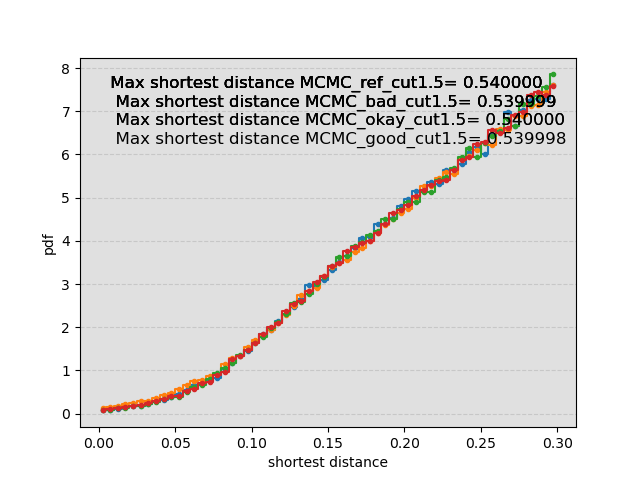 8
7
6
5
4
3
2
1
0
pdf
Max shortest distance MCMC_ref_cut1.5= 0.540000
Max shortest distance MCMC_bad_cut1.5= 0.539999
Max shortest distance MCMC_okay_cut1.5= 0.540000
Max shortest distance MCMC_good_cut1.5= 0.539998
0.00 0.05 0.10 0.15 0.20 0.25 0.30
shortest distance